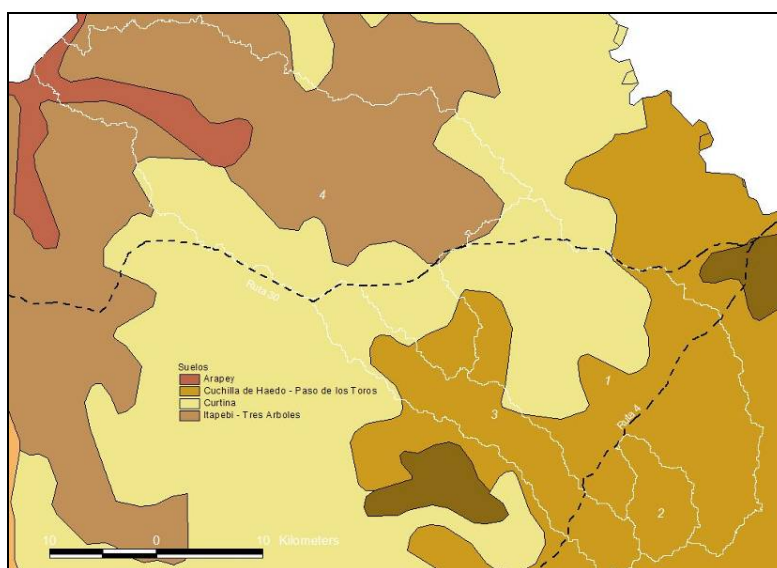 4
Ruta 30
Suelos
Arapey
Cuchilla de Haedo - Paso de los Toros
Curtina
Itapebi - Tres Arboles
1
3
Ruta 4
2
10 0 10 Kilometers